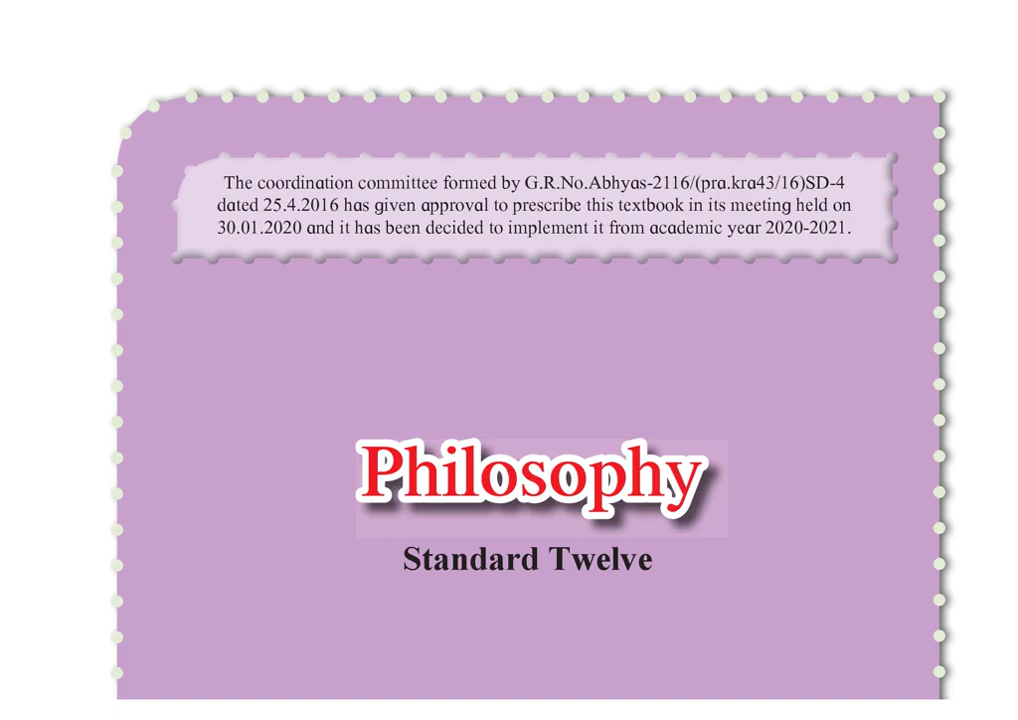 The coordination committee formed by G.R.No.Abhyas-2116/(pra.kra43/16)SD-4
dated 25.4.2016 has given approval to prescribe this textbook in its meeting held on
30.01.2020 and it has been decided to implement it from academic year 2020-2021.
Philosophy
Standard Twelve